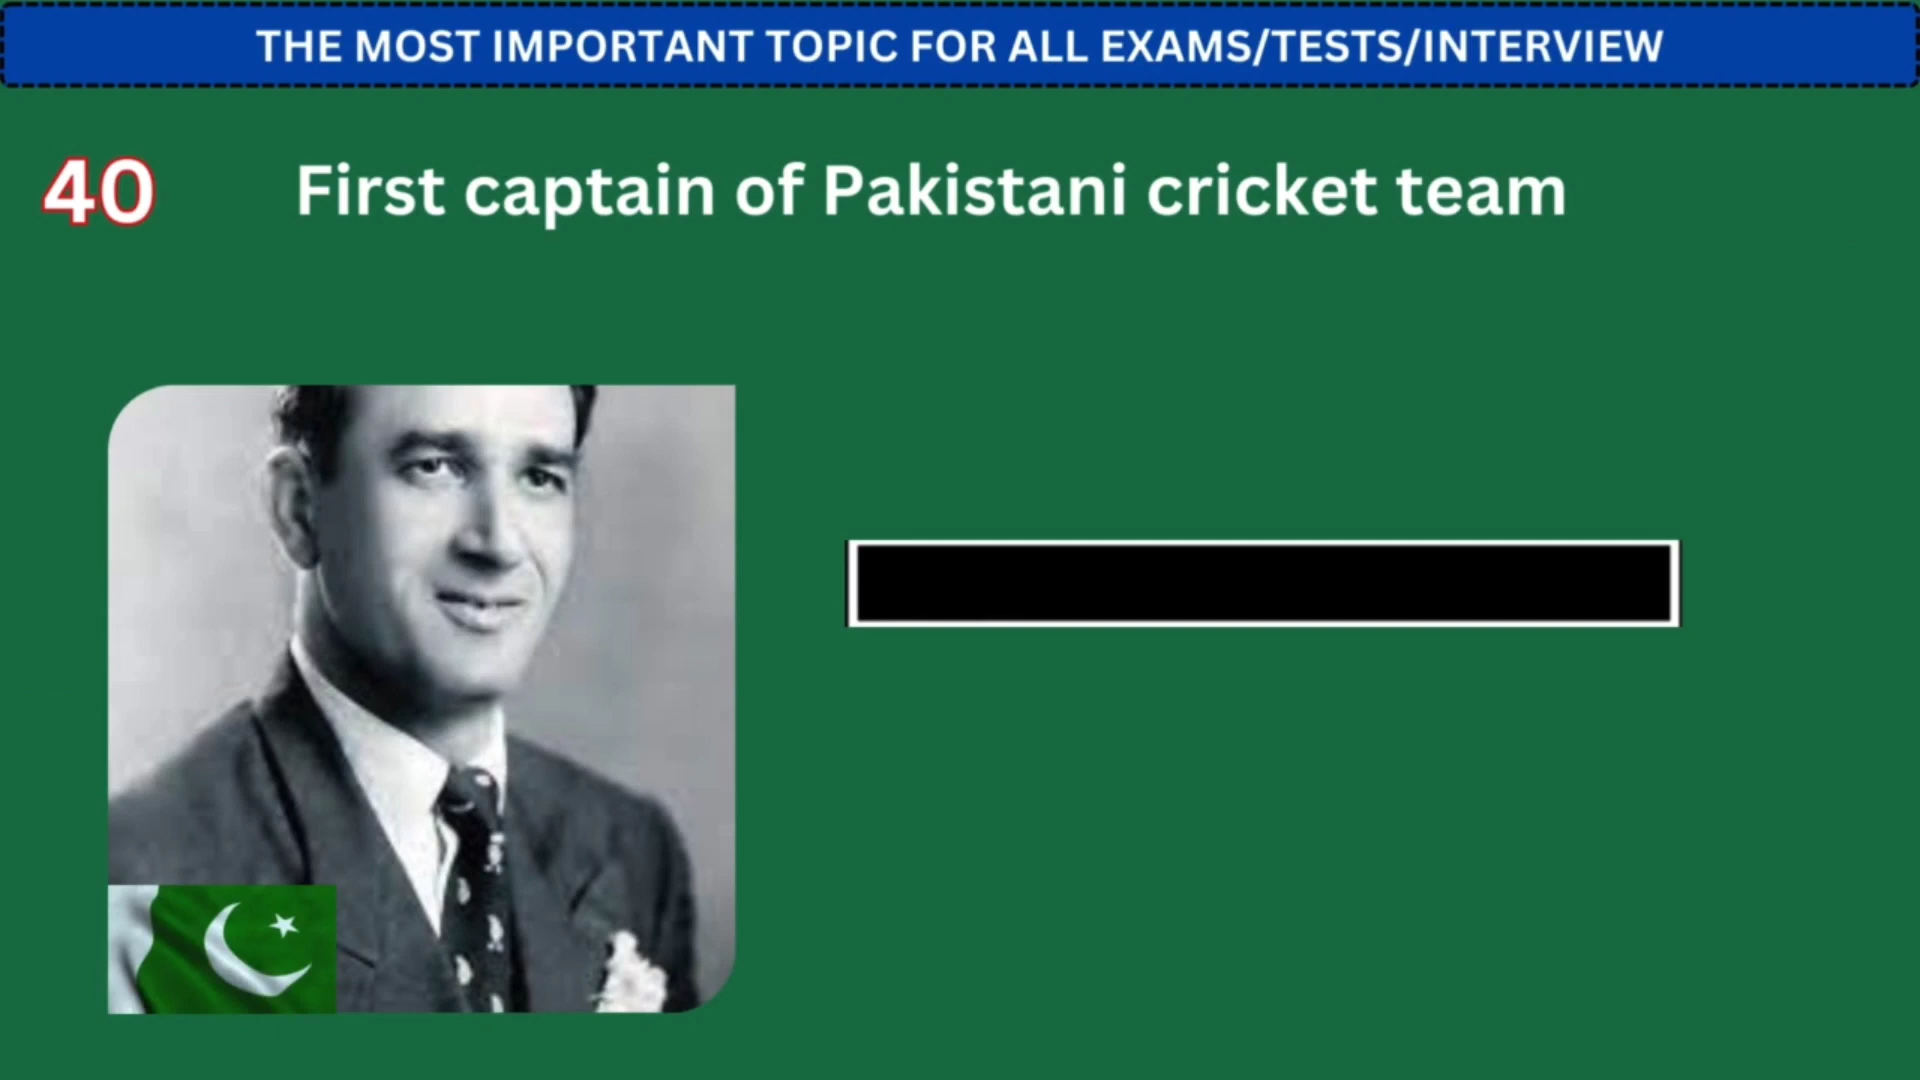 THE MOST IMPORTANT TOPIC FOR ALL EXAMS/TESTS/INTERVIEW
40 First captain of Pakistani cricket team